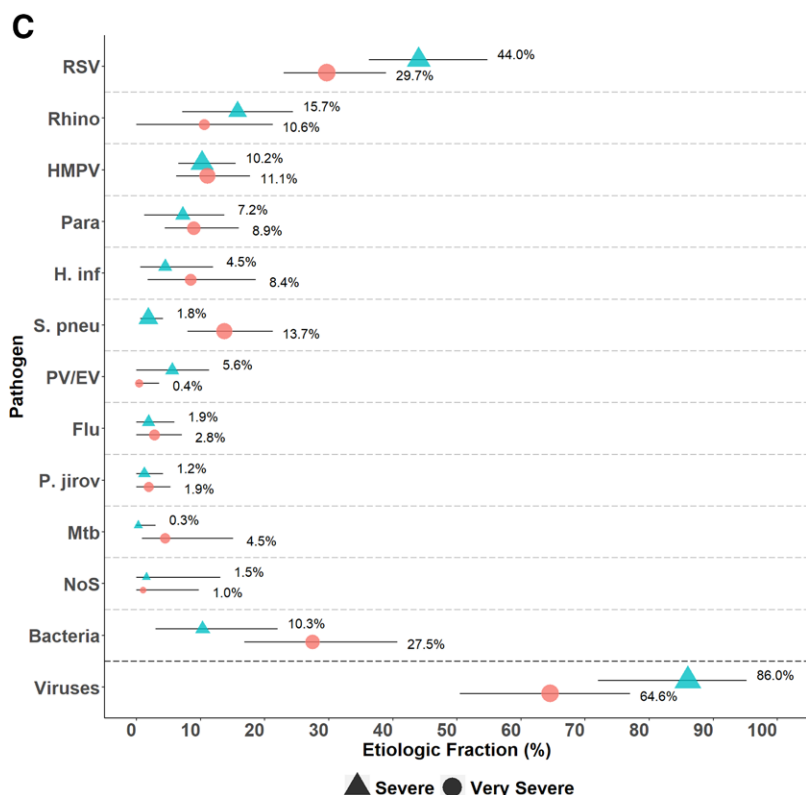 C
RSV 44.0%
29.7%
Rhino 15.7%
10.6%
HMPV 10.2%
11.1%
Para 7.2%
8.9%
H. inf 4.5%
8.4%
S. pneu 1.8%
13.7%
PV/EV 5.6%
0.4%
Flu 1.9%
2.8%
P. jirov 1.2%
1.9%
Mtb 0.3%
4.5%
NoS 1.5%
1.0%
Bacteria 10.3%
27.5%
Viruses 86.0%
64.6%
Pathogen
0 10 20 30 40 50 60 70 80 90 100
Etiologic Fraction (%)
Severe Very Severe